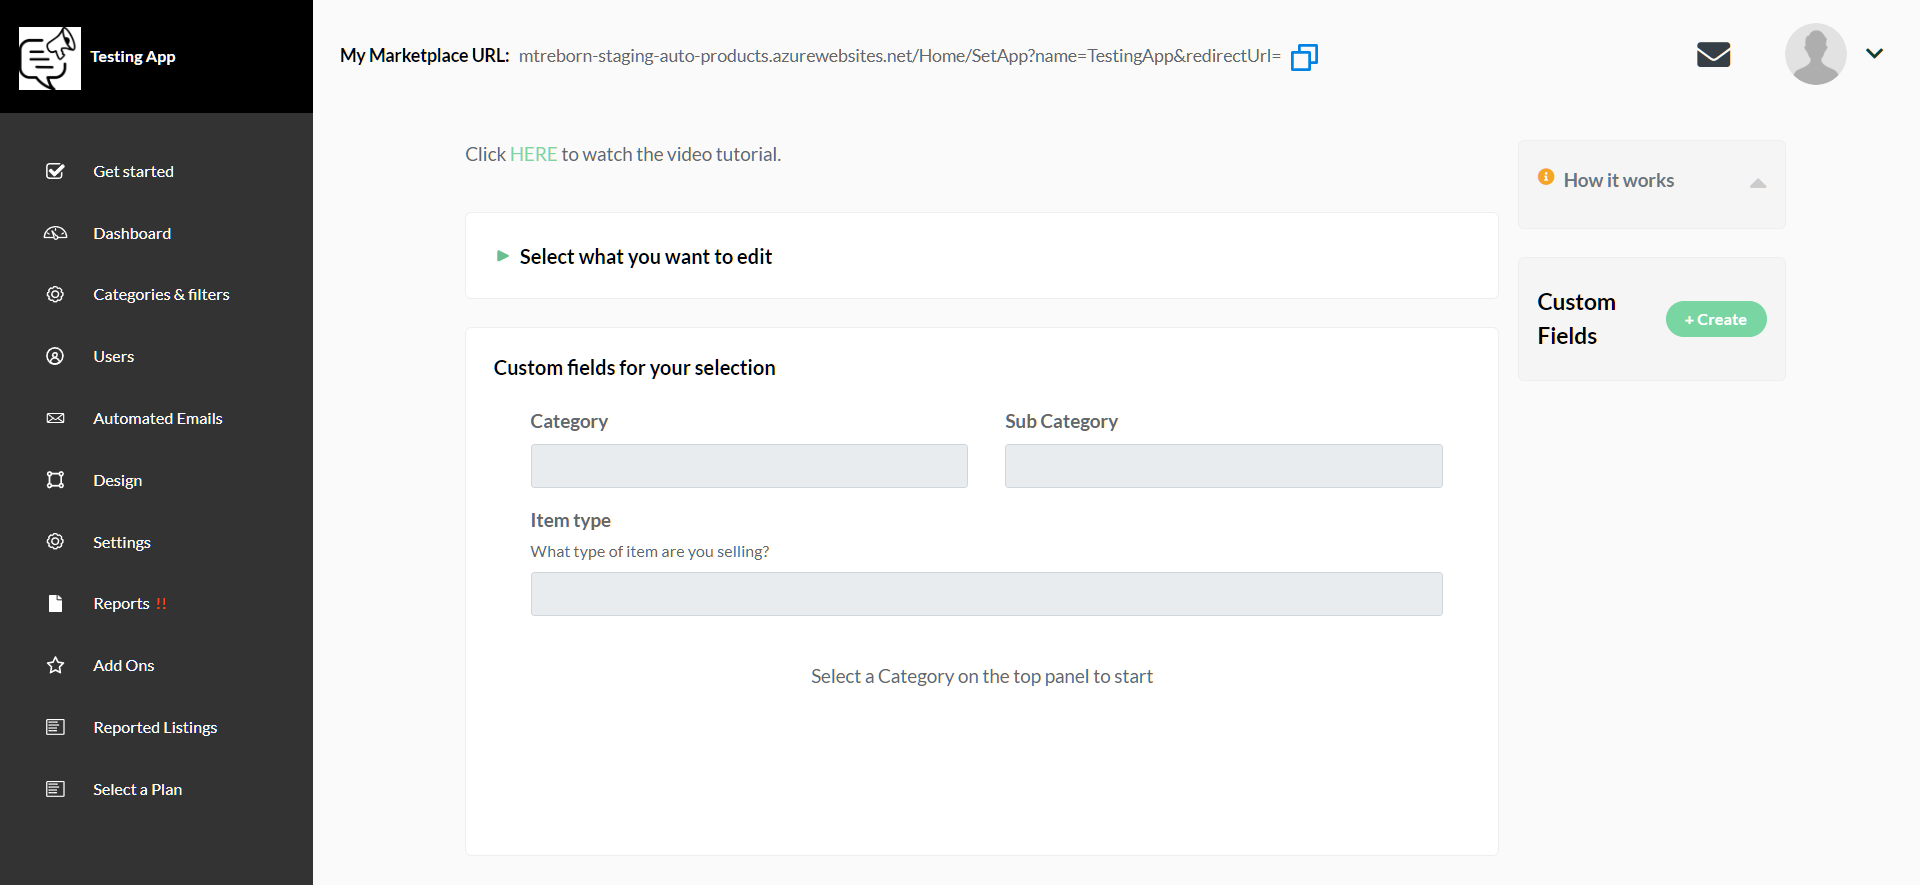 Testing App
My Marketplace URL: mtreborn-staging-auto-products.azurewebsites.net/Home/SetApp?name=TestingApp&redirectUrl=
Get started
Dashboard
Categories & filters
Users
Automated Emails
Design
Settings
Reports !!
Add Ons
Reported Listings
Select a Plan
Click HERE to watch the video tutorial.
Select what you want to edit
Custom fields for your selection
Category
Sub Category
Item type
What type of item are you selling?
Select a Category on the top panel to start
How it works
Custom
Fields
+ Create